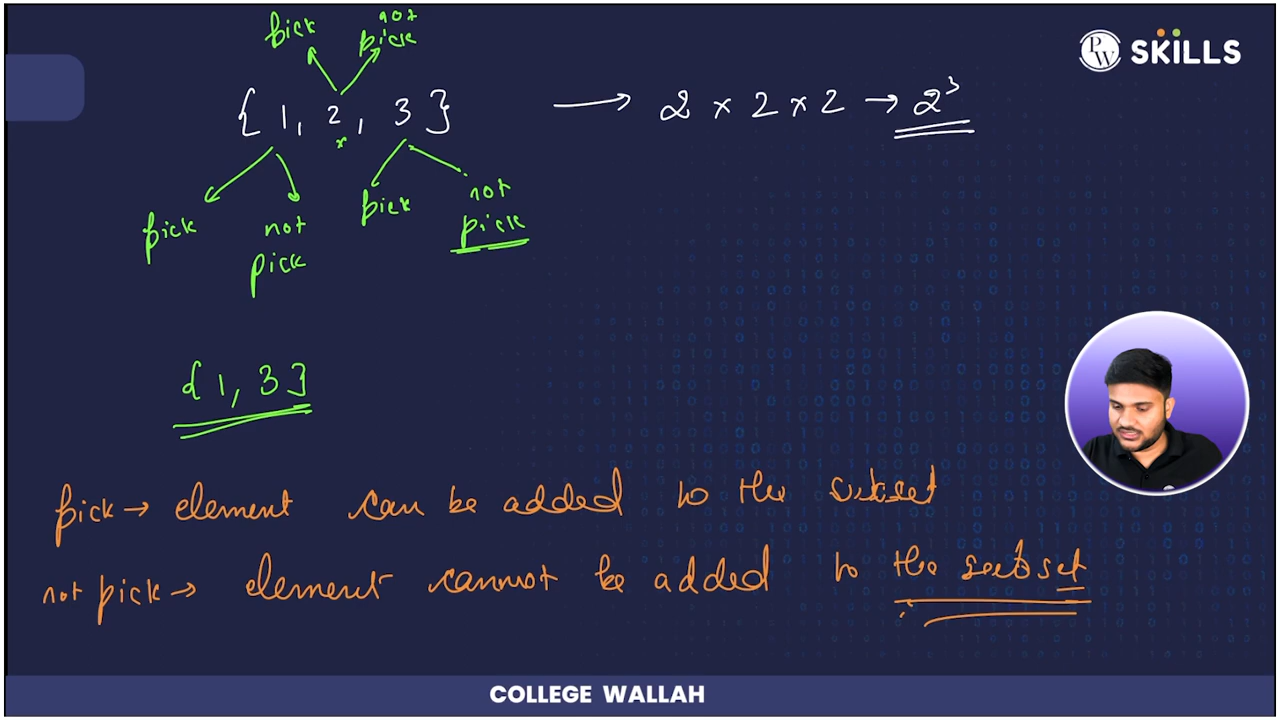 PW SKILLS
pick not pick
{ 1, 2, 3 } → 2 × 2 × 2 → 2³
pick not pick pick not pick
{ 1, 3 }
pick → element can be added to the subset
not pick → element cannot be added to the subset
COLLEGE WALLAH